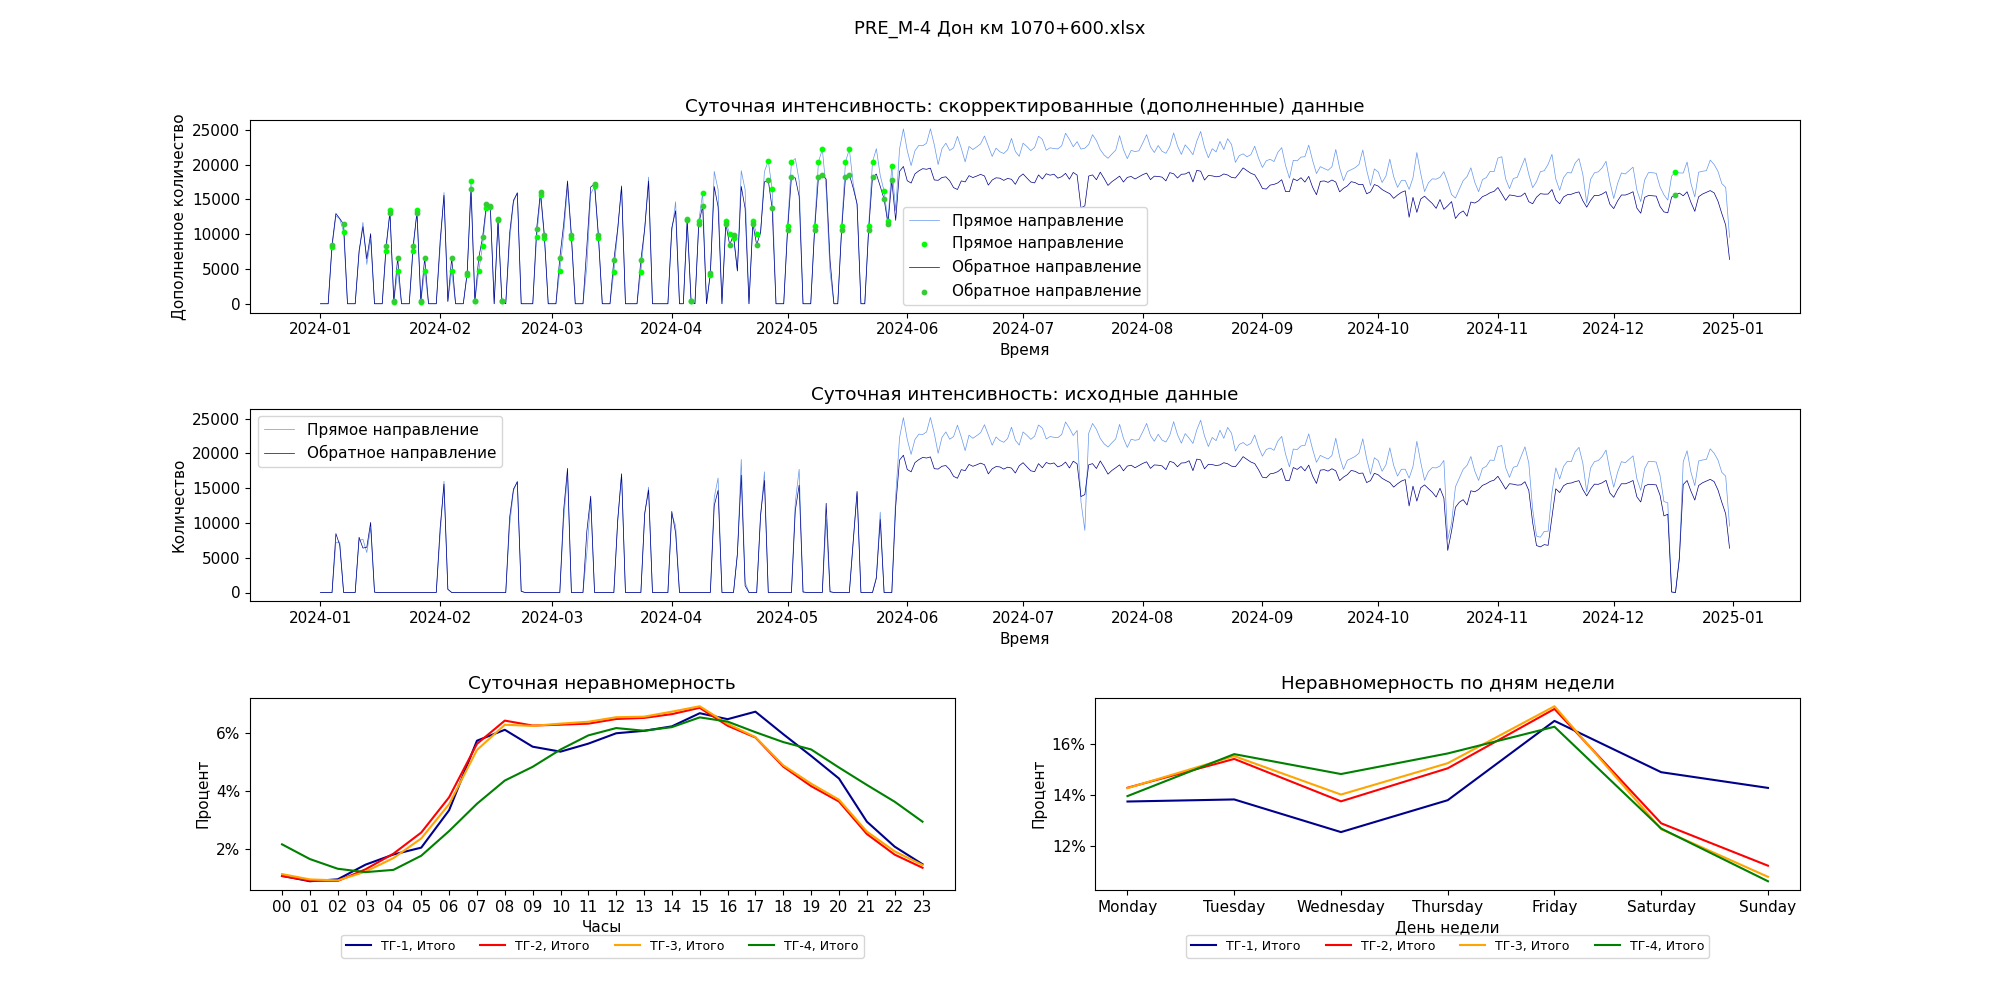 PRE_M-4 Дон км 1070+600.xlsx
Суточная интенсивность: скорректированные (дополненные) данные
Дополненное количество
25000
20000
15000
10000
5000
0
Прямое направление
Прямое направление
Обратное направление
Обратное направление
2024-01 2024-02 2024-03 2024-04 2024-05 2024-06 2024-07 2024-08 2024-09 2024-10 2024-11 2024-12 2025-01
Время
Суточная интенсивность: исходные данные
Количество
25000
20000
15000
10000
5000
0
Прямое направление
Обратное направление
2024-01 2024-02 2024-03 2024-04 2024-05 2024-06 2024-07 2024-08 2024-09 2024-10 2024-11 2024-12 2025-01
Время
Суточная неравномерность
Процент
6%
4%
2%
00 01 02 03 04 05 06 07 08 09 10 11 12 13 14 15 16 17 18 19 20 21 22 23
Часы
ТГ-1, Итого ТГ-2, Итого ТГ-3, Итого ТГ-4, Итого
Неравномерность по дням недели
Процент
16%
14%
12%
Monday Tuesday Wednesday Thursday Friday Saturday Sunday
День недели
ТГ-1, Итого ТГ-2, Итого ТГ-3, Итого ТГ-4, Итого